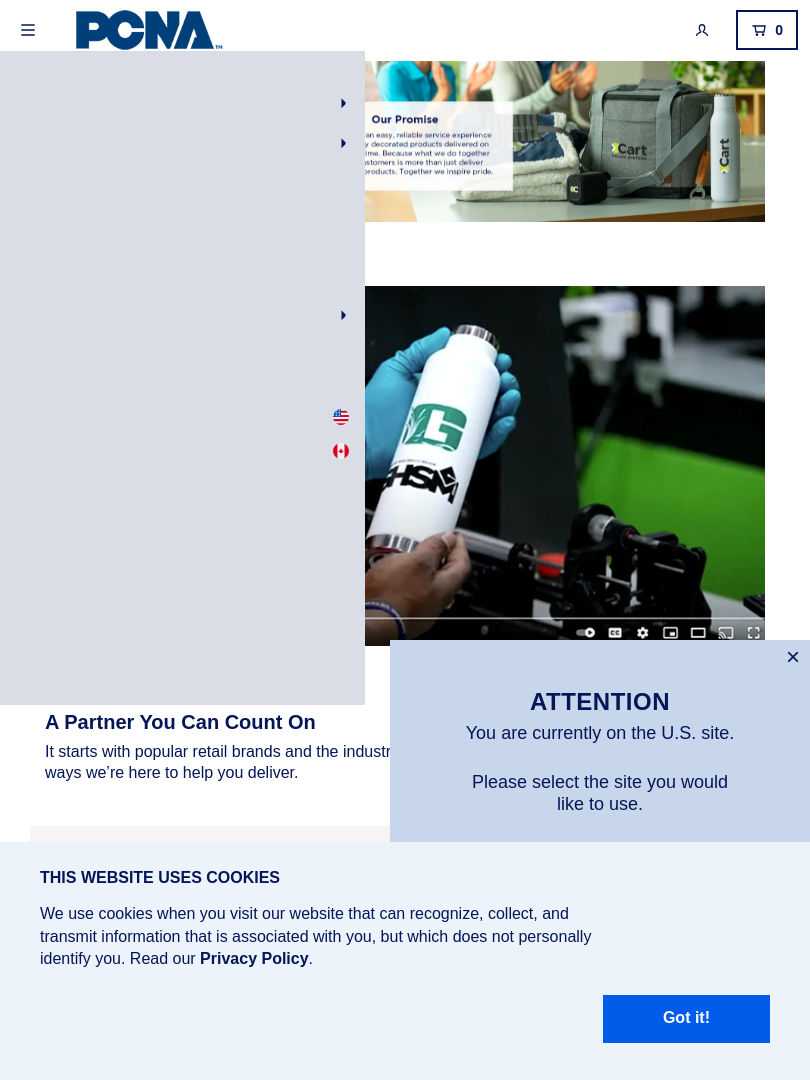 PCNA™
0
Our Promise
an easy, reliable service experience
y decorated products delivered on
ime. Because what we do together
stomers is more than just deliver
products. Together we inspire pride.
Cart
Cart
G
HSM
CC
A Partner You Can Count On
It starts with popular retail brands and the industr
ways we’re here to help you deliver.
ATTENTION
You are currently on the U.S. site.
Please select the site you would
like to use.
THIS WEBSITE USES COOKIES
We use cookies when you visit our website that can recognize, collect, and
transmit information that is associated with you, but which does not personally
identify you. Read our Privacy Policy.
Got it!